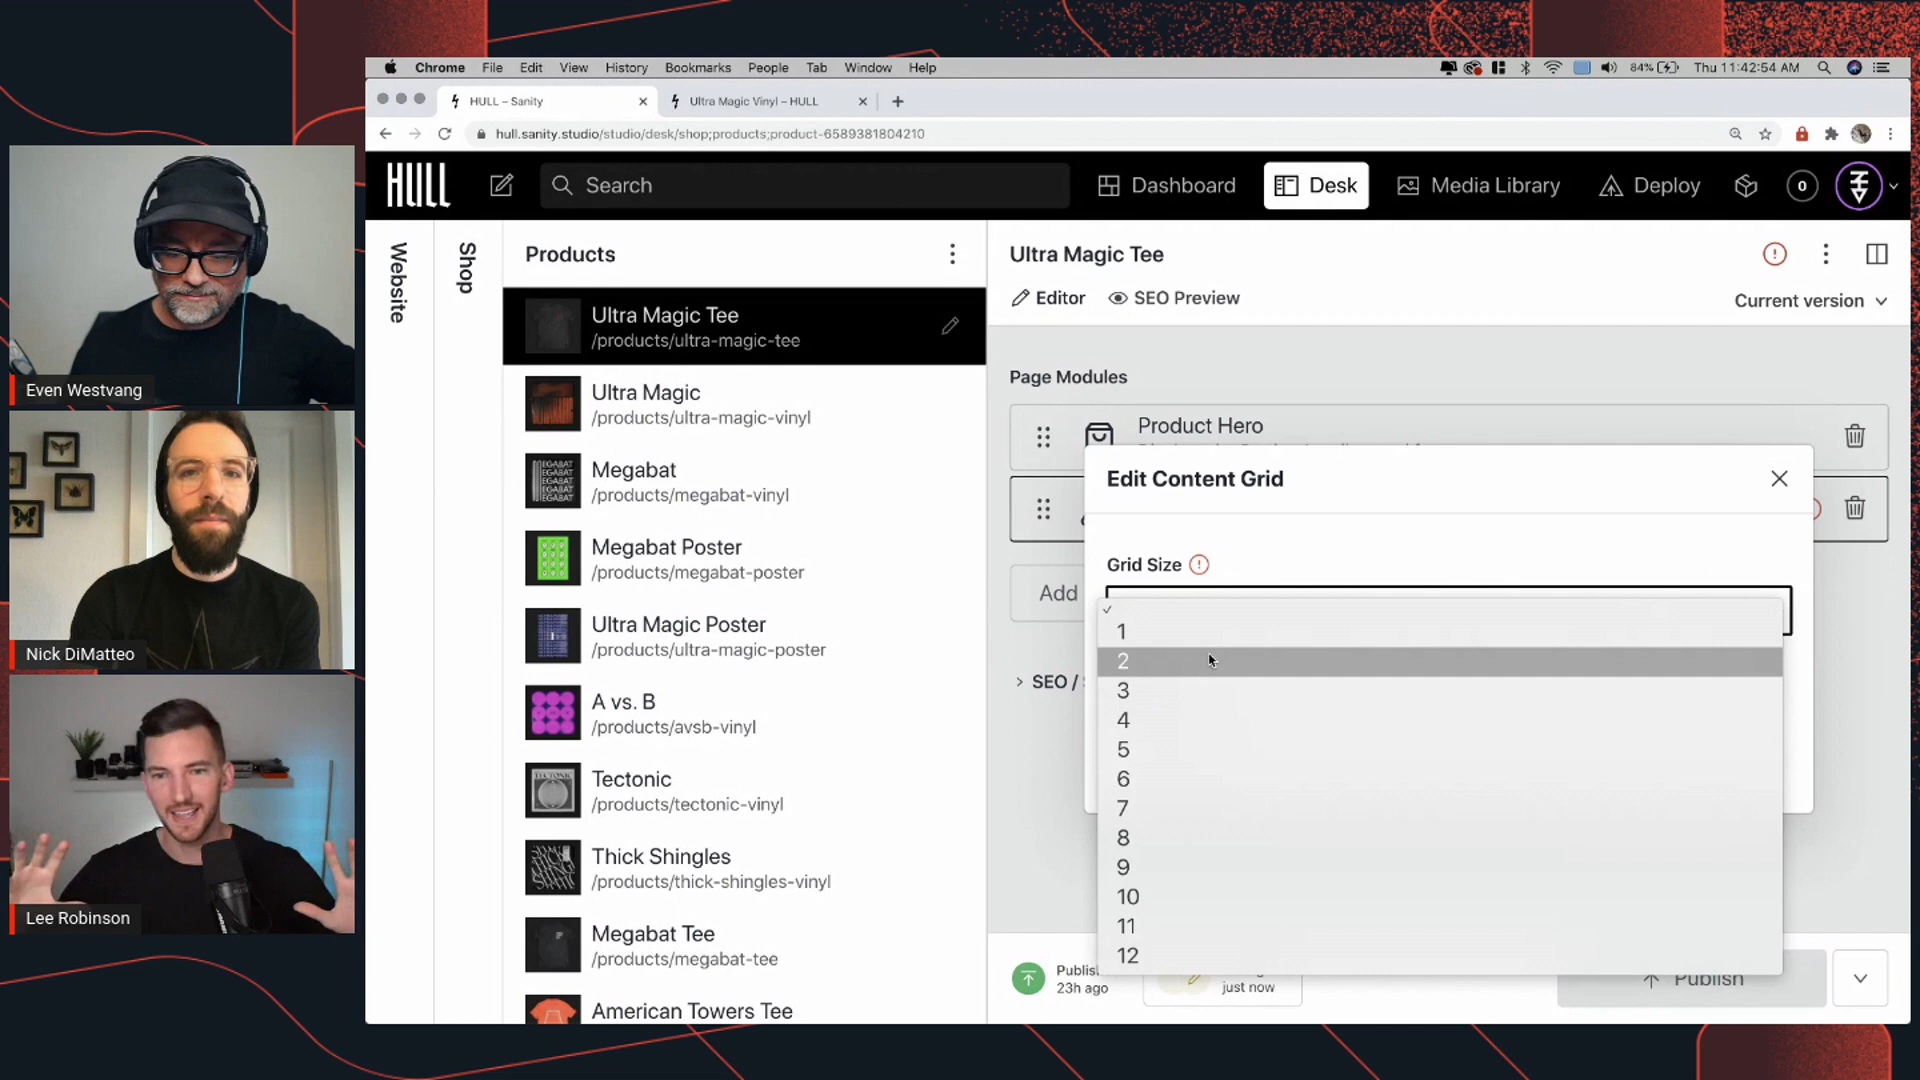 Chrome File Edit View History Bookmarks People Tab Window Help
84% Thu 11:42:54 AM
HULL – Sanity
Ultra Magic Vinyl – HULL
hull.sanity.studio/studio/desk/shop;products;product-6589381804210
HULL
Search
Dashboard
Desk
Media Library
Deploy
0
Website
Shop
Products
Ultra Magic Tee
/products/ultra-magic-tee
Ultra Magic
/products/ultra-magic-vinyl
Megabat
/products/megabat-vinyl
Megabat Poster
/products/megabat-poster
Ultra Magic Poster
/products/ultra-magic-poster
A vs. B
/products/avsb-vinyl
Tectonic
/products/tectonic-vinyl
Thick Shingles
/products/thick-shingles-vinyl
Megabat Tee
/products/megabat-tee
American Towers Tee
Ultra Magic Tee
Editor
SEO Preview
Current version
Page Modules
Product Hero
Edit Content Grid
Grid Size
Add
1
2
3
4
5
6
7
8
9
10
11
12
SEO /
Publis
23h ago
just now
Publish
Even Westvang
Nick DiMatteo
Lee Robinson